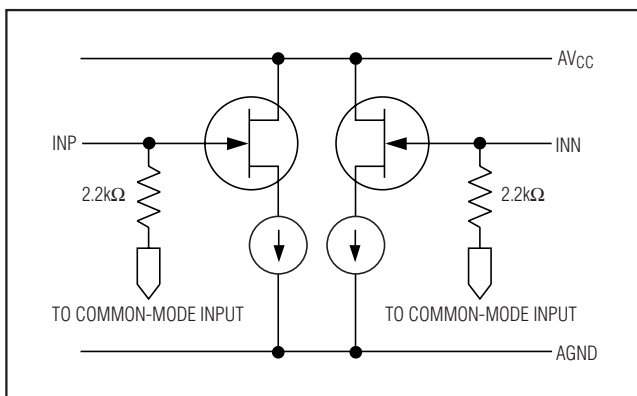 AVCC
INP
INN
2.2kΩ
2.2kΩ
TO COMMON-MODE INPUT
TO COMMON-MODE INPUT
AGND